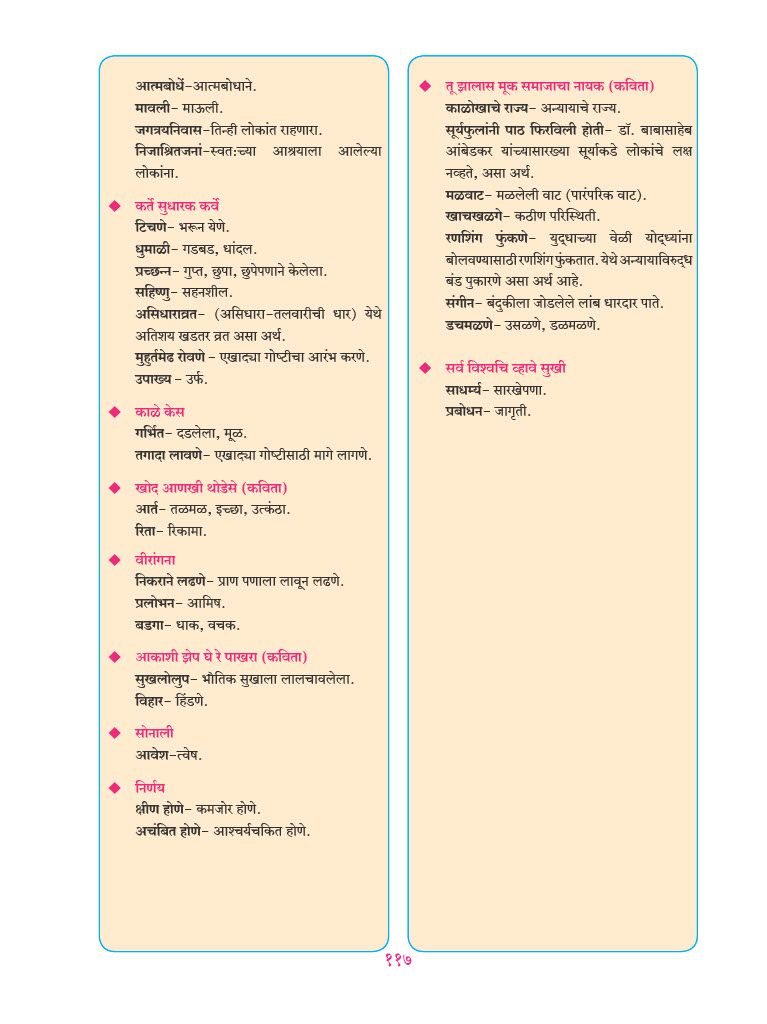 आत्मबोधें–आत्मबोधाने.
मावली– माऊली.
जगत्रयनिवास–तिन्ही लोकांत राहणारा.
निजाश्रितजनां–स्वत:च्या आश्रयाला आलेल्या
लोकांना.
◆ कर्ते सुधारक कर्वे
टिचणे– भरून येणे.
धुमाळी– गडबड, धांदल.
प्रच्छन्न– गुप्त, छुपा, छुपेपणाने केलेला.
सहिष्णु– सहनशील.
असिधाराव्रत– (असिधारा–तलवारीची धार) येथे
अतिशय खडतर व्रत असा अर्थ.
मुहुर्तमेढ रोवणे – एखाद्या गोष्टीचा आरंभ करणे.
उपाख्य – उर्फ.
◆ काळे केस
गर्भित– दडलेला, मूळ.
तगादा लावणे– एखाद्या गोष्टीसाठी मागे लागणे.
◆ खोद आणखी थोडेसे (कविता)
आर्त– तळमळ, इच्छा, उत्कंठा.
रिता– रिकामा.
◆ वीरांगना
निकराने लढणे– प्राण पणाला लावून लढणे.
प्रलोभन– आमिष.
बडगा– धाक, वचक.
◆ आकाशी झेप घे रे पाखरा (कविता)
सुखलोलुप– भौतिक सुखाला लालचावलेला.
विहार– हिंडणे.
◆ सोनाली
आवेश–त्वेष.
◆ निर्णय
क्षीण होणे– कमजोर होणे.
अचंबित होणे– आश्चर्यचकित होणे.
◆ तू झालास मूक समाजाचा नायक (कविता)
काळोखाचे राज्य– अन्यायाचे राज्य.
सूर्यफुलांनी पाठ फिरविली होती– डॉ. बाबासाहेब
आंबेडकर यांच्यासारख्या सूर्याकडे लोकांचे लक्ष
नव्हते, असा अर्थ.
मळवाट– मळलेली वाट (पारंपरिक वाट).
खाचखळगे– कठीण परिस्थिती.
रणशिंग फुंकणे– युद्धाच्या वेळी योद्ध्यांना
बोलवण्यासाठी रणशिंग फुंकतात. येथे अन्यायाविरुद्ध
बंड पुकारणे असा अर्थ आहे.
संगीन– बंदुकीला जोडलेले लांब धारदार पाते.
डचमळणे– उसळणे, डळमळणे.
◆ सर्व विश्वचि व्हावे सुखी
साधर्म्य– सारखेपणा.
प्रबोधन– जागृती.
११७